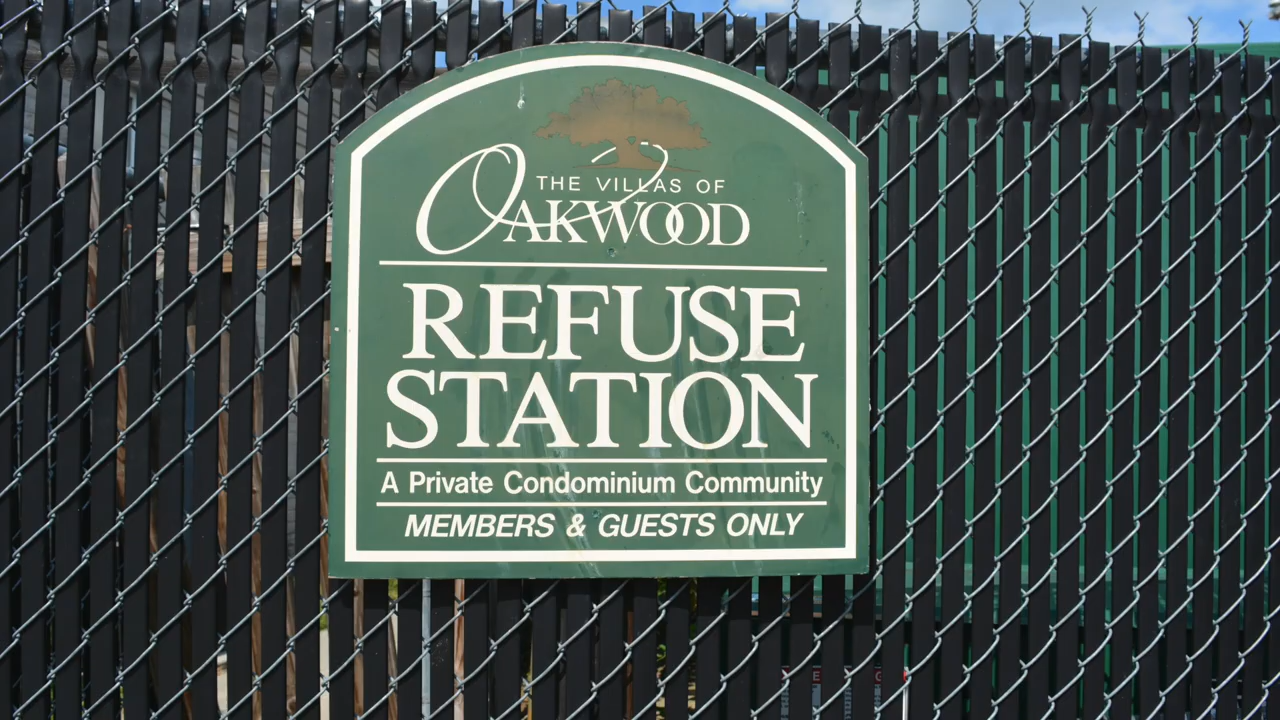 THE VILLAS OF
OAKWOOD
REFUSE
STATION
A Private Condominium Community
MEMBERS & GUESTS ONLY